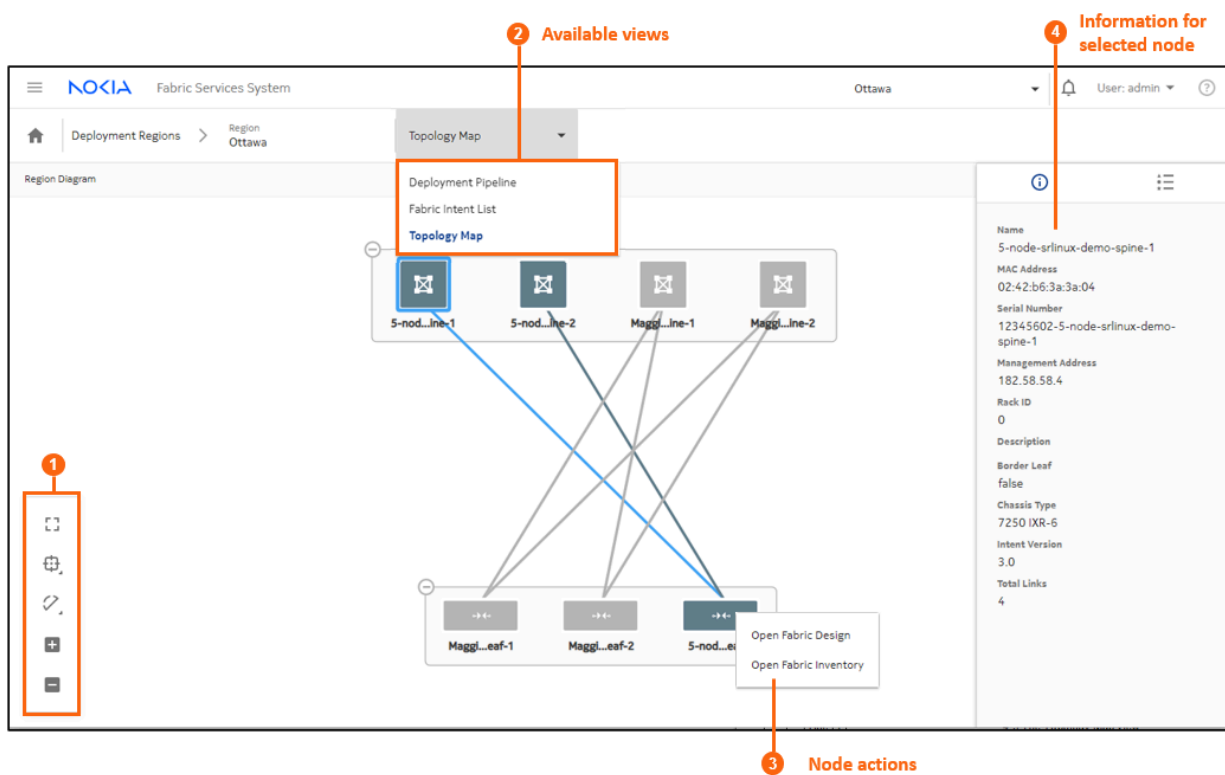 2 Available views
4 Information for
selected node
NOKIA Fabric Services System
Ottawa
User: admin
?
Deployment Regions
Region
Ottawa
Topology Map
Region Diagram
Deployment Pipeline
Fabric Intent List
Topology Map
5-nod...ine-1
5-nod...ine-2
Maggi...ine-1
Maggi...ine-2
Name
5-node-srlinux-demo-spine-1
MAC Address
02:42:b6:3a:3a:04
Serial Number
12345602-5-node-srlinux-demo-
spine-1
Management Address
182.58.58.4
Rack ID
0
Description
Border Leaf
false
Chassis Type
7250 IXR-6
Intent Version
3.0
Total Links
4
1
Maggi...eaf-1
Maggi...eaf-2
5-nod...ea
Open Fabric Design
Open Fabric Inventory
3 Node actions